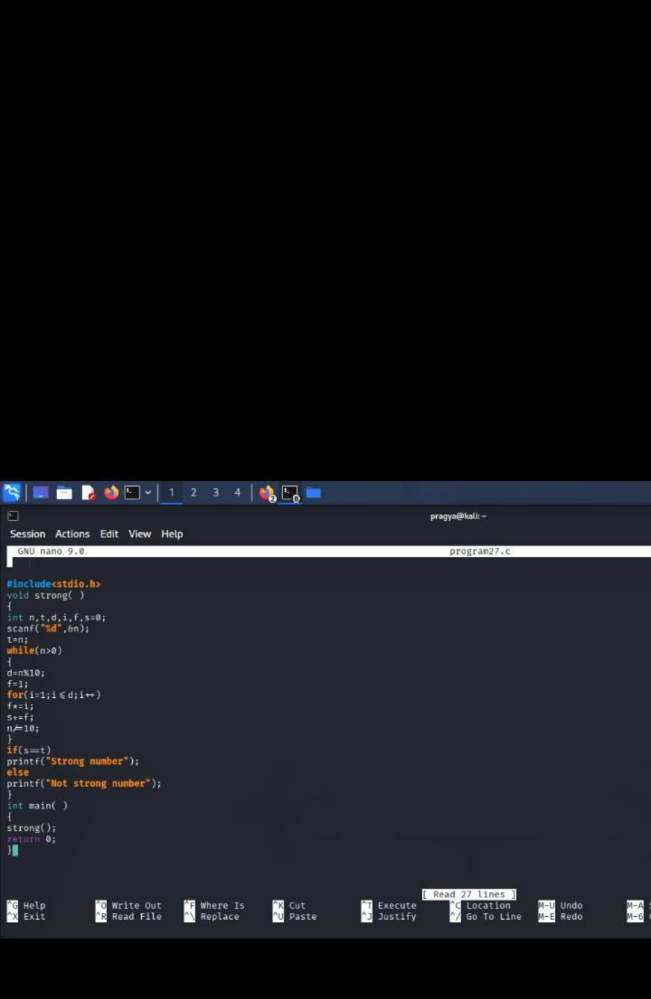 1 2 3 4 2
pragya@kali: ~
Session Actions Edit View Help
GNU nano 9.0 program27.c
#include<stdio.h>
void strong( )
{
int n,t,d,i,f,s=0;
scanf("%d",&n);
t=n;
while(n>0)
{
d=n%10;
f=1;
for(i=1;i<=d;i++)
f*=i;
s+=f;
n/=10;
}
if(s==t)
printf("Strong number");
else
printf("Not strong number");
}
int main( )
{
strong();
return 0;
}
[ Read 27 lines ]
^G Help ^O Write Out ^F Where Is ^K Cut ^T Execute ^C Location M-U Undo M-A
^X Exit ^R Read File ^\ Replace ^U Paste ^J Justify ^/ Go To Line M-E Redo M-6